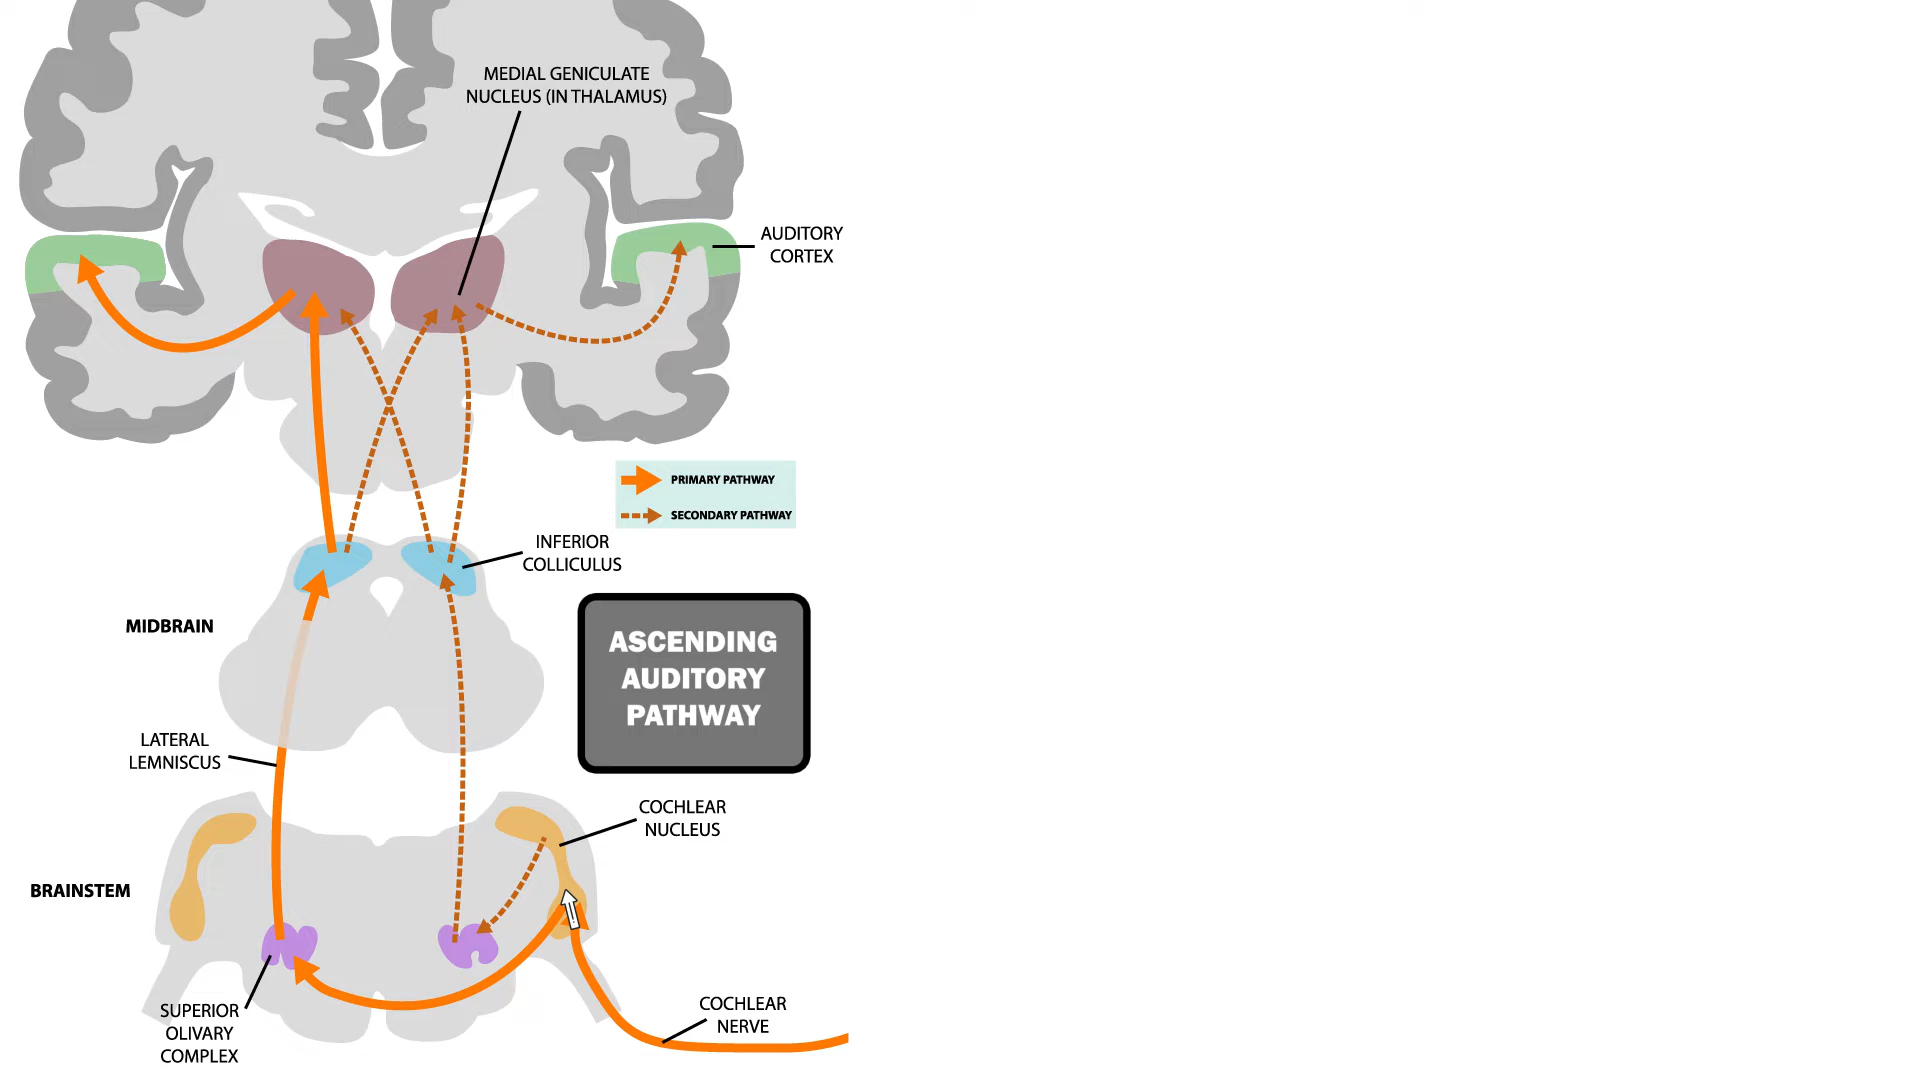 MEDIAL GENICULATE
NUCLEUS (IN THALAMUS)
AUDITORY
CORTEX
PRIMARY PATHWAY
SECONDARY PATHWAY
INFERIOR
COLLICULUS
MIDBRAIN
ASCENDING
AUDITORY
PATHWAY
LATERAL
LEMNISCUS
COCHLEAR
NUCLEUS
BRAINSTEM
SUPERIOR
OLIVARY
COMPLEX
COCHLEAR
NERVE